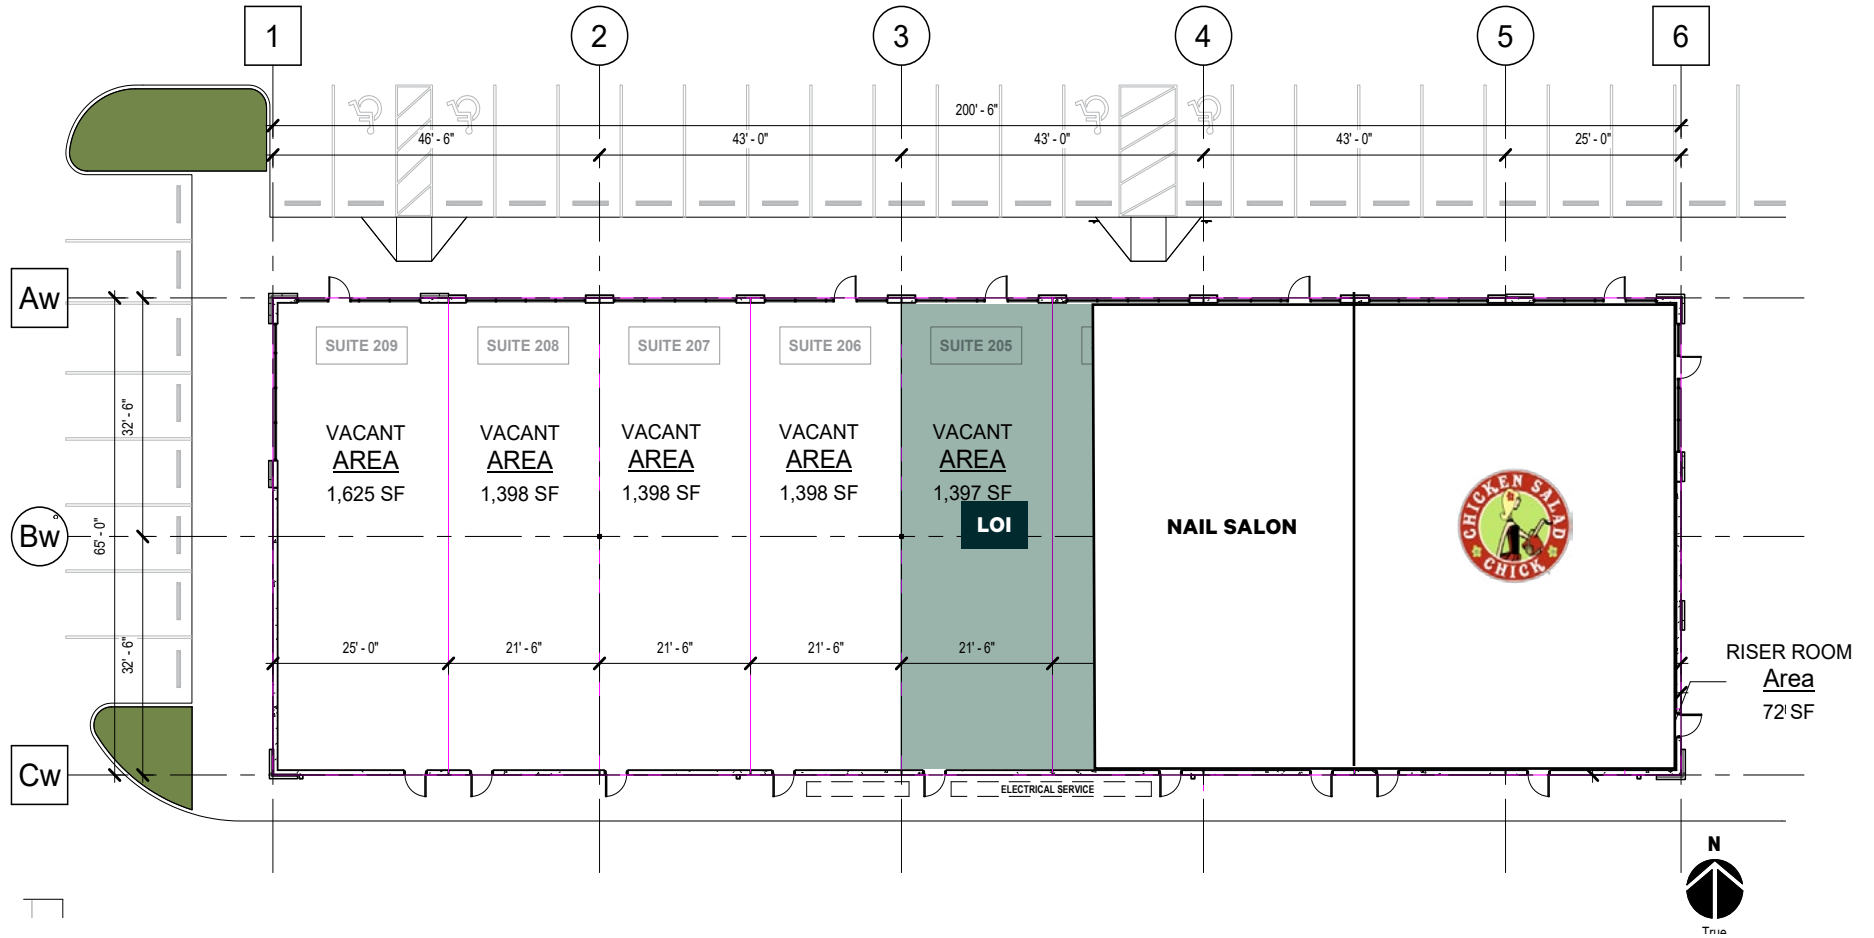 1 2 3 4 5 6
200' - 6"
46' - 6" 43' - 0" 43' - 0" 43' - 0" 25' - 0"
Aw
SUITE 209 SUITE 208 SUITE 207 SUITE 206 SUITE 205
32' - 6"
VACANT VACANT VACANT VACANT VACANT
AREA AREA AREA AREA AREA
1,625 SF 1,398 SF 1,398 SF 1,398 SF 1,397 SF
LOI
NAIL SALON
CHICKEN SALAD
CHICK
Bw
65' - 0"
32' - 6"
25' - 0" 21' - 6" 21' - 6" 21' - 6" 21' - 6"
RISER ROOM
Area
72 SF
Cw
ELECTRICAL SERVICE
N
True